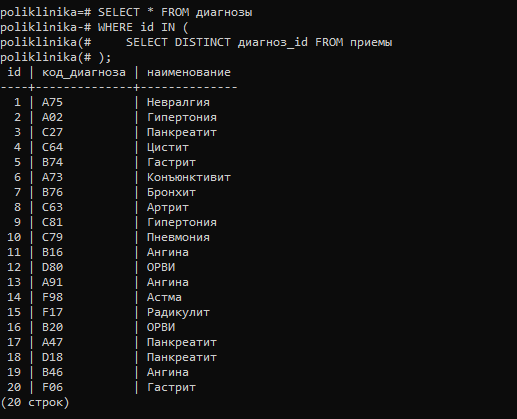 poliklinika=# SELECT * FROM диагнозы
poliklinika-# WHERE id IN (
poliklinika(#     SELECT DISTINCT диагноз_id FROM приемы
poliklinika(# );
 id | код_диагноза | наименование
----+--------------+--------------
  1 | A75          | Невралгия
  2 | A02          | Гипертония
  3 | C27          | Панкреатит
  4 | C64          | Цистит
  5 | B74          | Гастрит
  6 | A73          | Конъюнктивит
  7 | B76          | Бронхит
  8 | C63          | Артрит
  9 | C81          | Гипертония
 10 | C79          | Пневмония
 11 | B16          | Ангина
 12 | D80          | ОРВИ
 13 | A91          | Ангина
 14 | F98          | Астма
 15 | F17          | Радикулит
 16 | B20          | ОРВИ
 17 | A47          | Панкреатит
 18 | D18          | Панкреатит
 19 | B46          | Ангина
 20 | F06          | Гастрит
(20 строк)